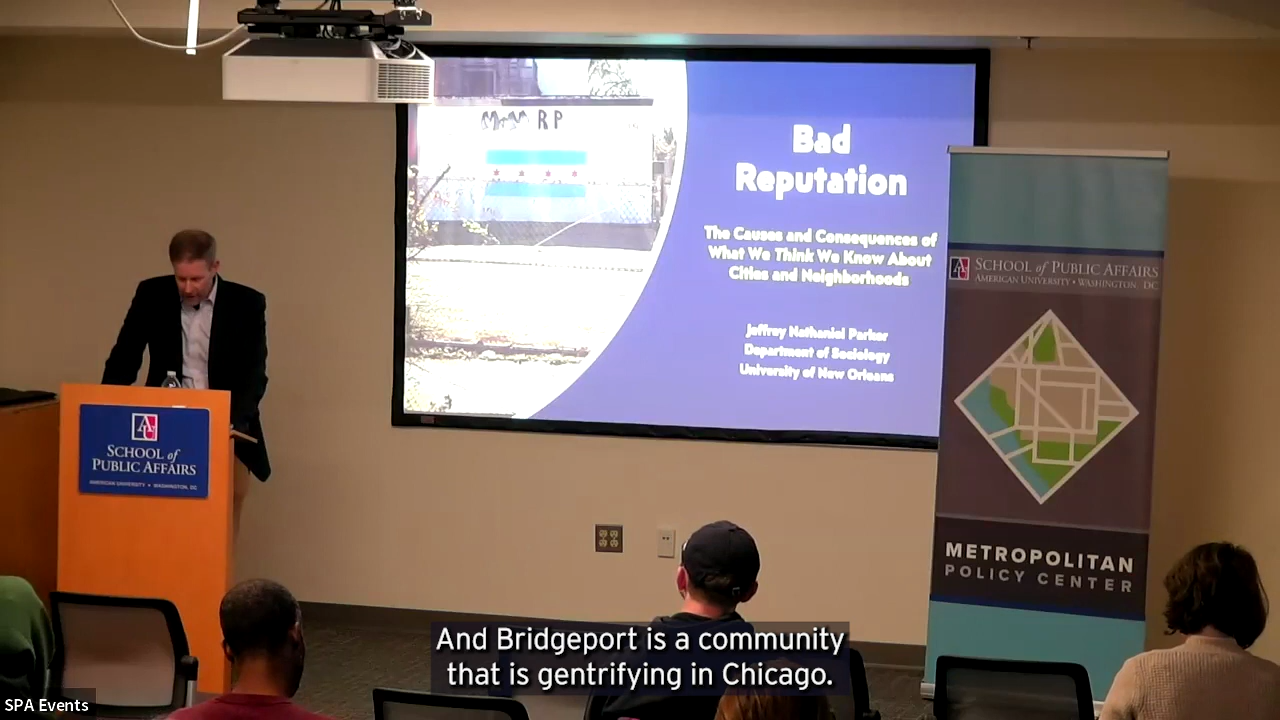 M RP
Bad
Reputation
The Causes and Consequences of
What We Think We Know About
Cities and Neighborhoods
Jeffrey Nathaniel Parker
Department of Sociology
University of New Orleans
AU SCHOOL of PUBLIC AFFAIRS
AMERICAN UNIVERSITY • WASHINGTON, DC
METROPOLITAN
POLICY CENTER
AU
SCHOOL of
PUBLIC AFFAIRS
AMERICAN UNIVERSITY • WASHINGTON, DC
And Bridgeport is a community
that is gentrifying in Chicago.
SPA Events